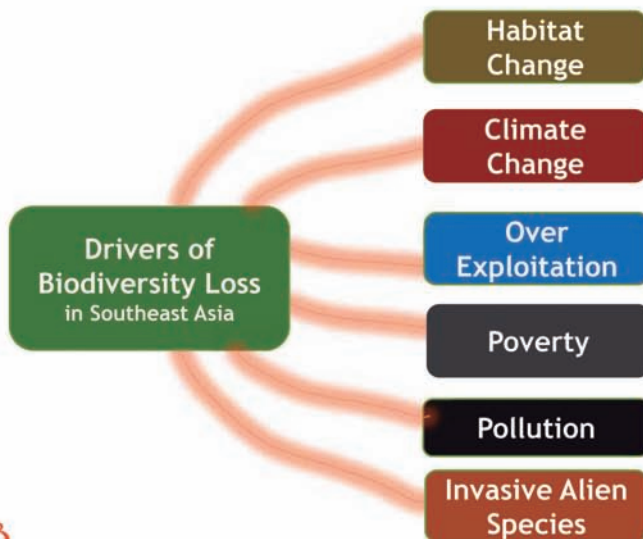 Habitat
Change
Climate
Change
Drivers of
Biodiversity Loss
in Southeast Asia
Over
Exploitation
Poverty
Pollution
Invasive Alien
Species